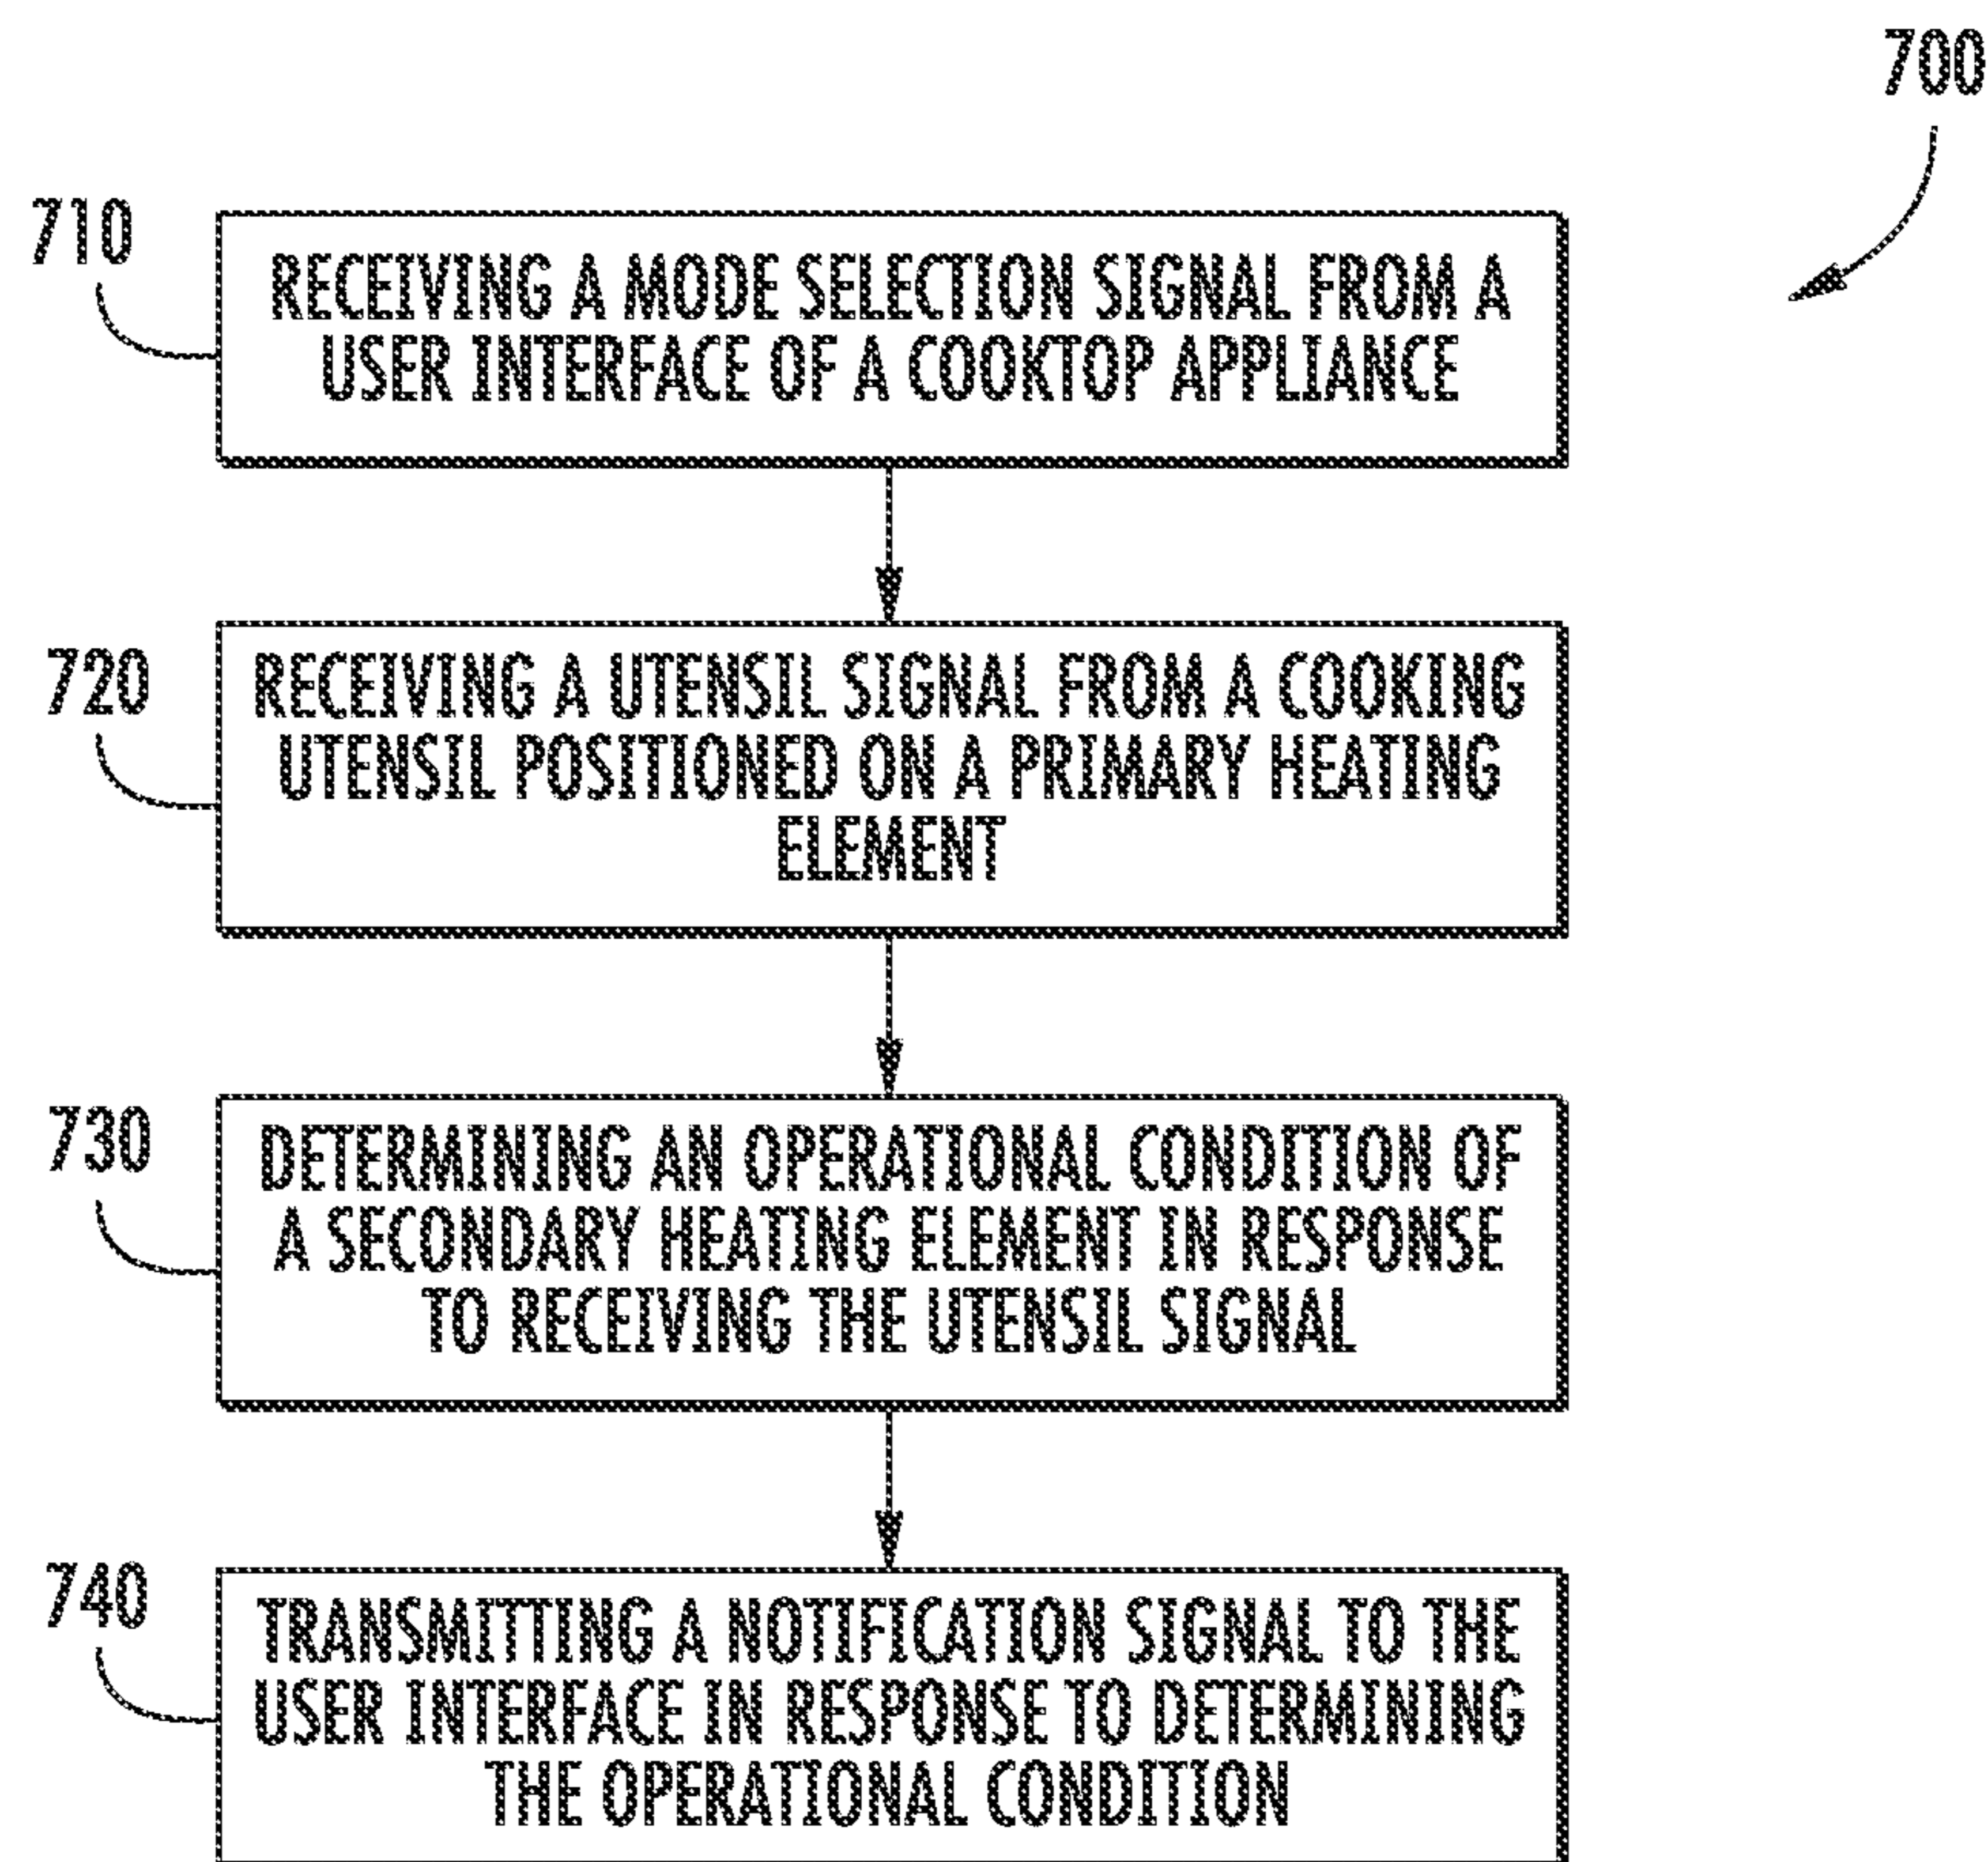 700
710
RECEIVING A MODE SELECTION SIGNAL FROM A
USER INTERFACE OF A COOKTOP APPLIANCE
720
RECEIVING A UTENSIL SIGNAL FROM A COOKING
UTENSIL POSITIONED ON A PRIMARY HEATING
ELEMENT
730
DETERMINING AN OPERATIONAL CONDITION OF
A SECONDARY HEATING ELEMENT IN RESPONSE
TO RECEIVING THE UTENSIL SIGNAL
740
TRANSMITTING A NOTIFICATION SIGNAL TO THE
USER INTERFACE IN RESPONSE TO DETERMINING
THE OPERATIONAL CONDITION